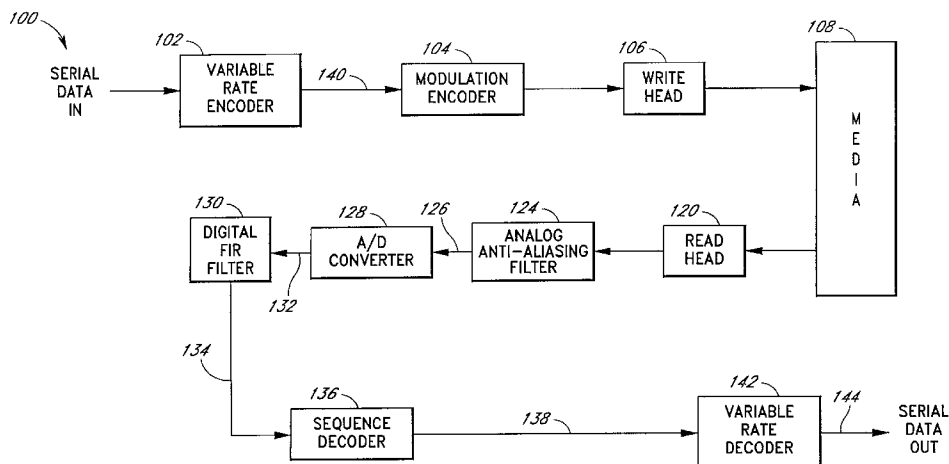 100
SERIAL
DATA
IN
102
VARIABLE
RATE
ENCODER
140
104
MODULATION
ENCODER
106
WRITE
HEAD
108
MEDIA
130
DIGITAL
FIR
FILTER
132
128
A/D
CONVERTER
126
124
ANALOG
ANTI-ALIASING
FILTER
120
READ
HEAD
134
136
SEQUENCE
DECODER
138
142
VARIABLE
RATE
DECODER
144
SERIAL
DATA
OUT